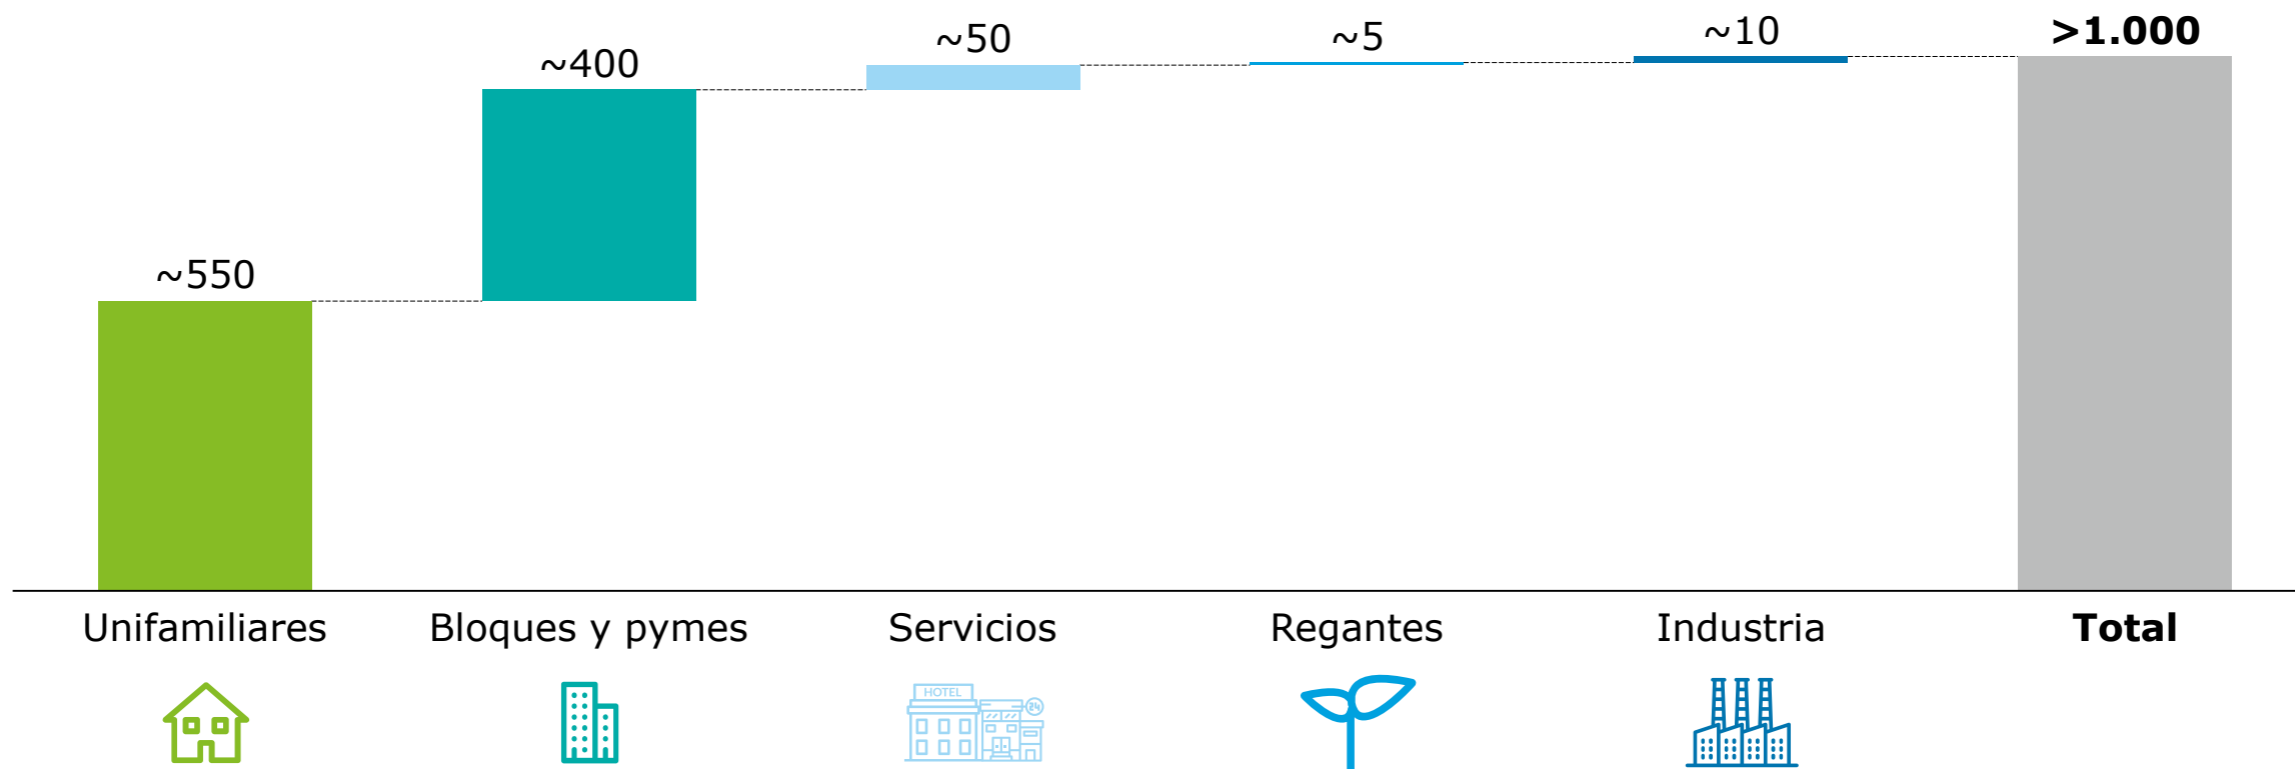 ~550
~400
~50
~5
~10
>1.000
Unifamiliares
Bloques y pymes
Servicios
Regantes
Industria
Total
HOTEL
24